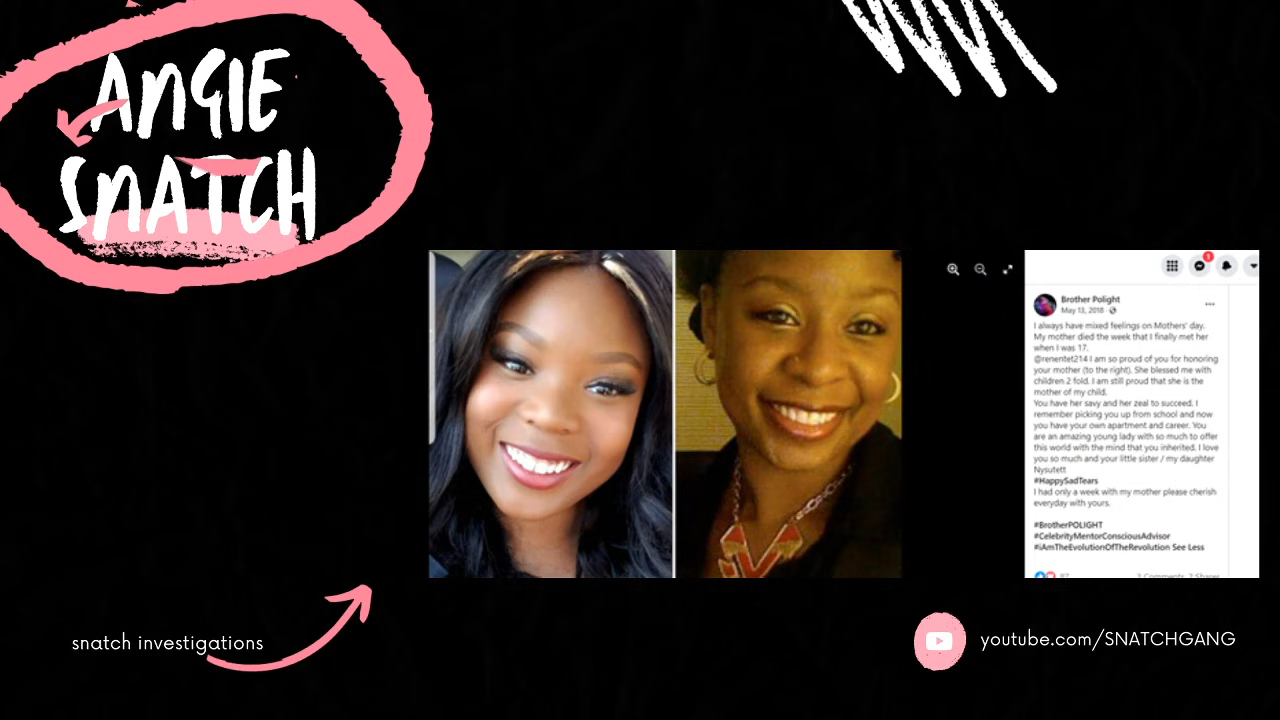 ANGIE
SNATCH
1
Brother Polight
May 13, 2018 ·
I always have mixed feelings on Mothers' day.
My mother died the week that I finally met her
when I was 17.
@renentet214 I am so proud of you for honoring
your mother (to the right). She blessed me with
children 2 fold. I am still proud that she is the
mother of my child.
You have her savy and her zeal to succeed. I
remember picking you up from school and now
you have your own apartment and career. You
are an amazing young lady with so much to offer
this world with the mind that you inherited. I love
you so much and your little sister / my daughter
Nysutett
#HappySadTears
I had only a week with my mother please cherish
everyday with yours.
#BrotherPOLIGHT
#CelebrityMentorConsciousAdvisor
#iAmTheEvolutionOfTheRevolution See Less
87
3 Comments 2 Shares
snatch investigations
youtube.com/SNATCHGANG